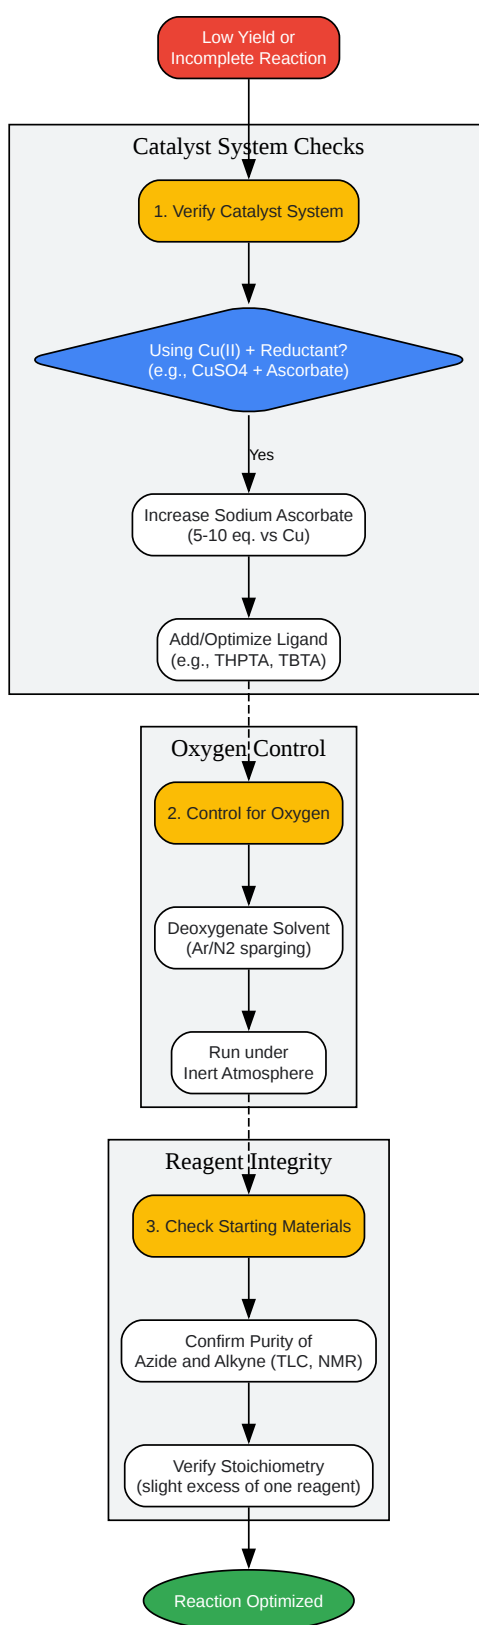 Low Yield or
Incomplete Reaction
Catalyst System Checks
1. Verify Catalyst System
Using Cu(II) + Reductant?
(e.g., CuSO4 + Ascorbate)
Yes
Increase Sodium Ascorbate
(5-10 eq. vs Cu)
Add/Optimize Ligand
(e.g., THPTA, TBTA)
Oxygen Control
2. Control for Oxygen
Deoxygenate Solvent
(Ar/N2 sparging)
Run under
Inert Atmosphere
Reagent Integrity
3. Check Starting Materials
Confirm Purity of
Azide and Alkyne (TLC, NMR)
Verify Stoichiometry
(slight excess of one reagent)
Reaction Optimized